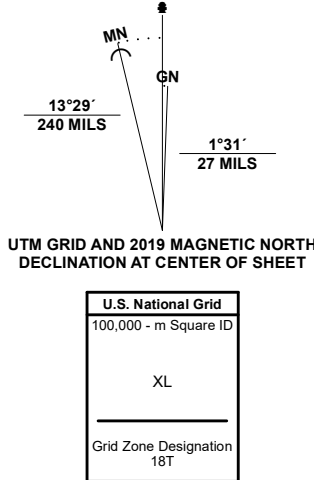 MN
GN
13°29´
240 MILS
1°31´
27 MILS
UTM GRID AND 2019 MAGNETIC NORTH
DECLINATION AT CENTER OF SHEET
U.S. National Grid
100,000 - m Square ID
XL
Grid Zone Designation
18T